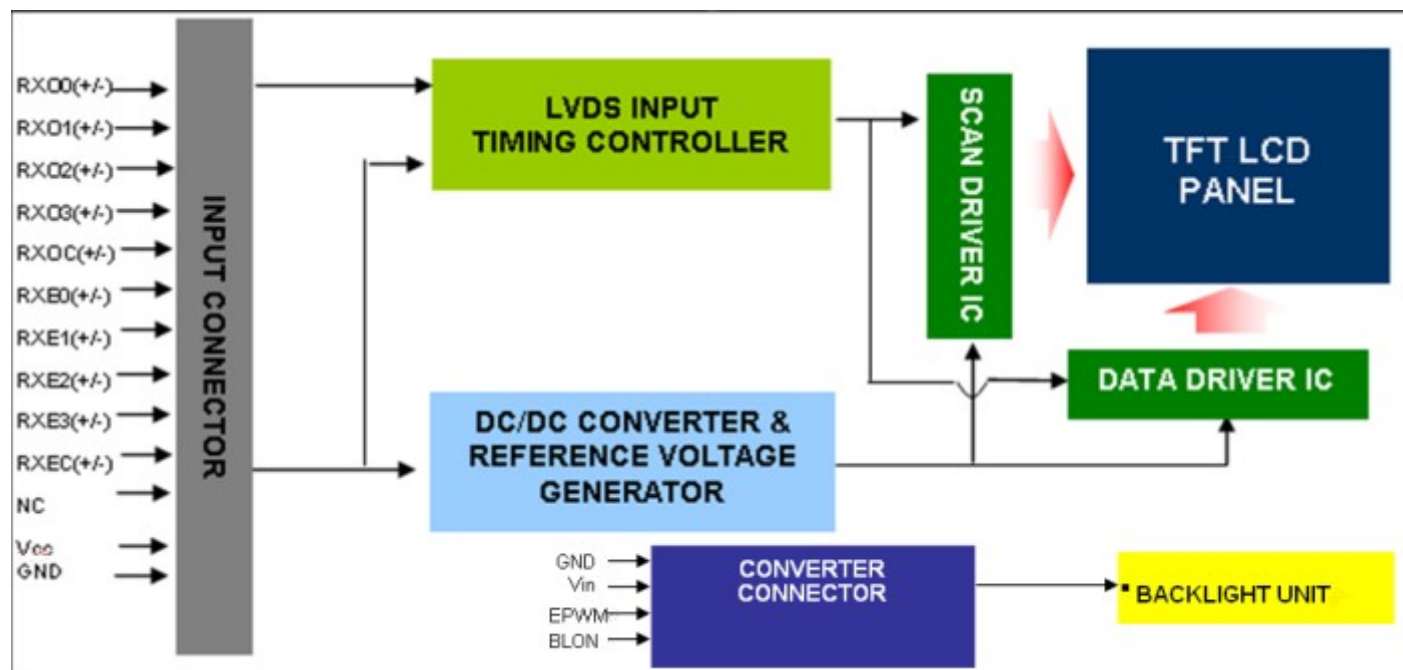 RXO0(+/-)
RXO1(+/-)
RXO2(+/-)
RXO3(+/-)
RXOC(+/-)
RXE0(+/-)
RXE1(+/-)
RXE2(+/-)
RXE3(+/-)
RXEC(+/-)
NC
Vcc
GND
INPUT CONNECTOR
LVDS INPUT
TIMING CONTROLLER
SCAN DRIVER IC
TFT LCD
PANEL
DATA DRIVER IC
DC/DC CONVERTER &
REFERENCE VOLTAGE
GENERATOR
GND
Vin
EPWM
BLON
CONVERTER
CONNECTOR
BACKLIGHT UNIT